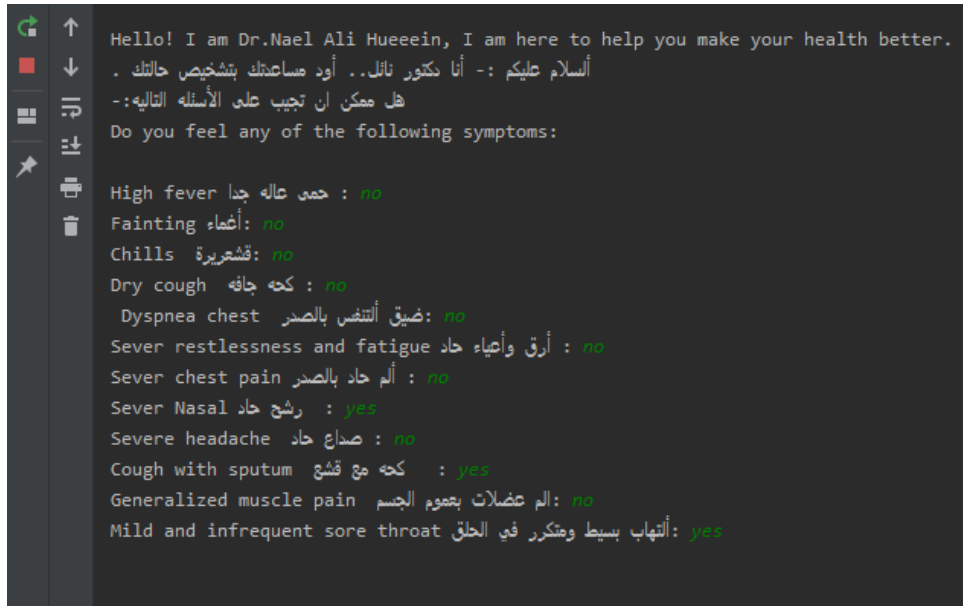 Hello! I am Dr.Nael Ali Hueeein, I am here to help you make your health better.
ألسلام عليكم :- أنا دكتور نائل.. أود مساعدتك بتشخيص حالتك .
هل ممكن ان تجيب على الأسئله التاليه:-
Do you feel any of the following symptoms:
High fever حمى عاله جدا : no
Fainting أغماء: no
Chills قشعريرة: no
Dry cough كحه جافه : no
Dyspnea chest ضيق ألتنفس بالصدر: no
Sever restlessness and fatigue أرق وأعياء حاد : no
Sever chest pain ألم حاد بالصدر : no
Sever Nasal رشح حاد : yes
Severe headache صداع حاد : no
Cough with sputum كحه مع قشع : yes
Generalized muscle pain الم عضلات بعموم الجسم: no
Mild and infrequent sore throat ألتهاب بسيط ومتكرر في الحلق: yes